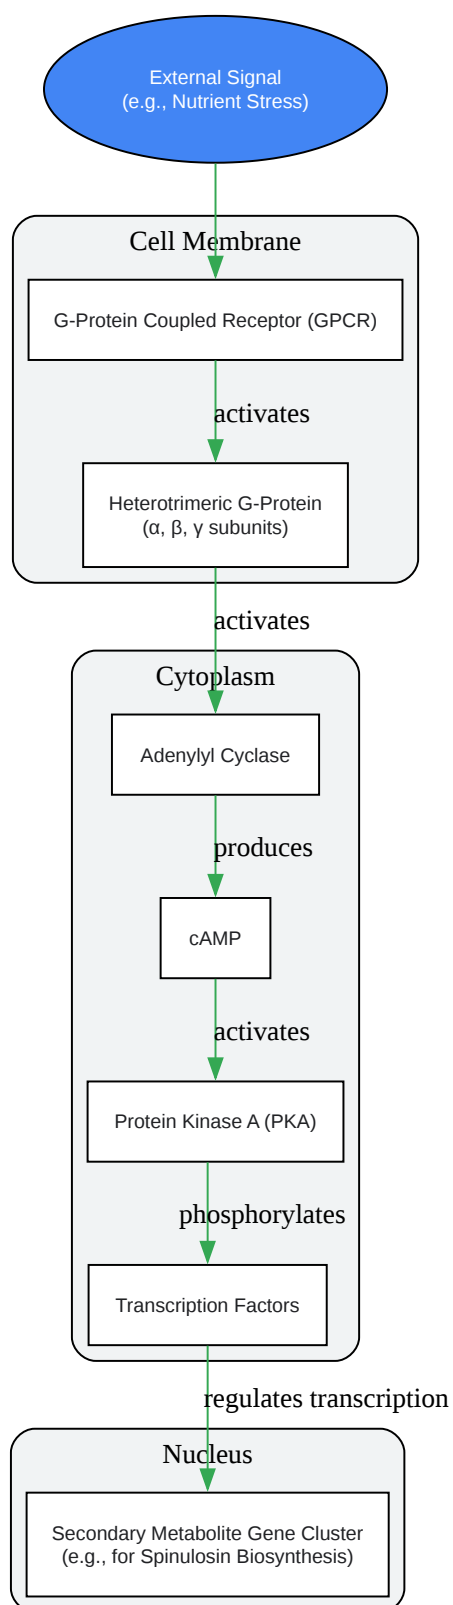 External Signal
(e.g., Nutrient Stress)
Cell Membrane
G-Protein Coupled Receptor (GPCR)
activates
Heterotrimeric G-Protein
(α, β, γ subunits)
activates
Cytoplasm
Adenylyl Cyclase
produces
cAMP
activates
Protein Kinase A (PKA)
phosphorylates
Transcription Factors
regulates transcription
Nucleus
Secondary Metabolite Gene Cluster
(e.g., for Spinulosin Biosynthesis)